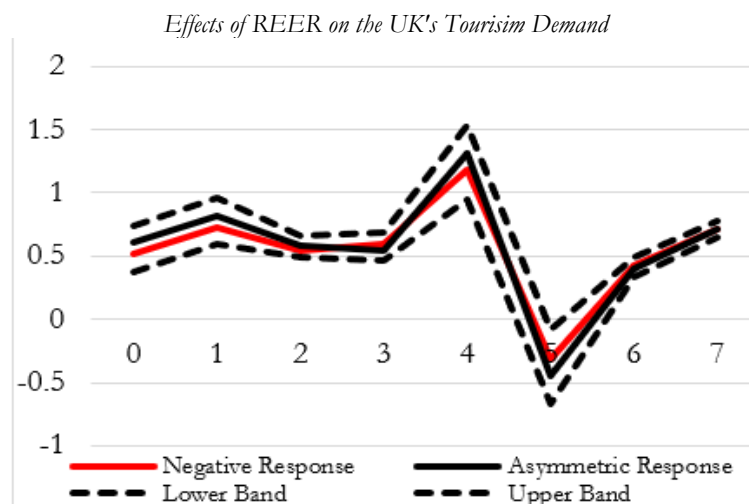 Effects of REER on the UK's Tourisim Demand
2
1.5
1
0.5
0
0 1 2 3 4 5 6 7
-0.5
-1
Negative Response Asymmetric Response
Lower Band Upper Band